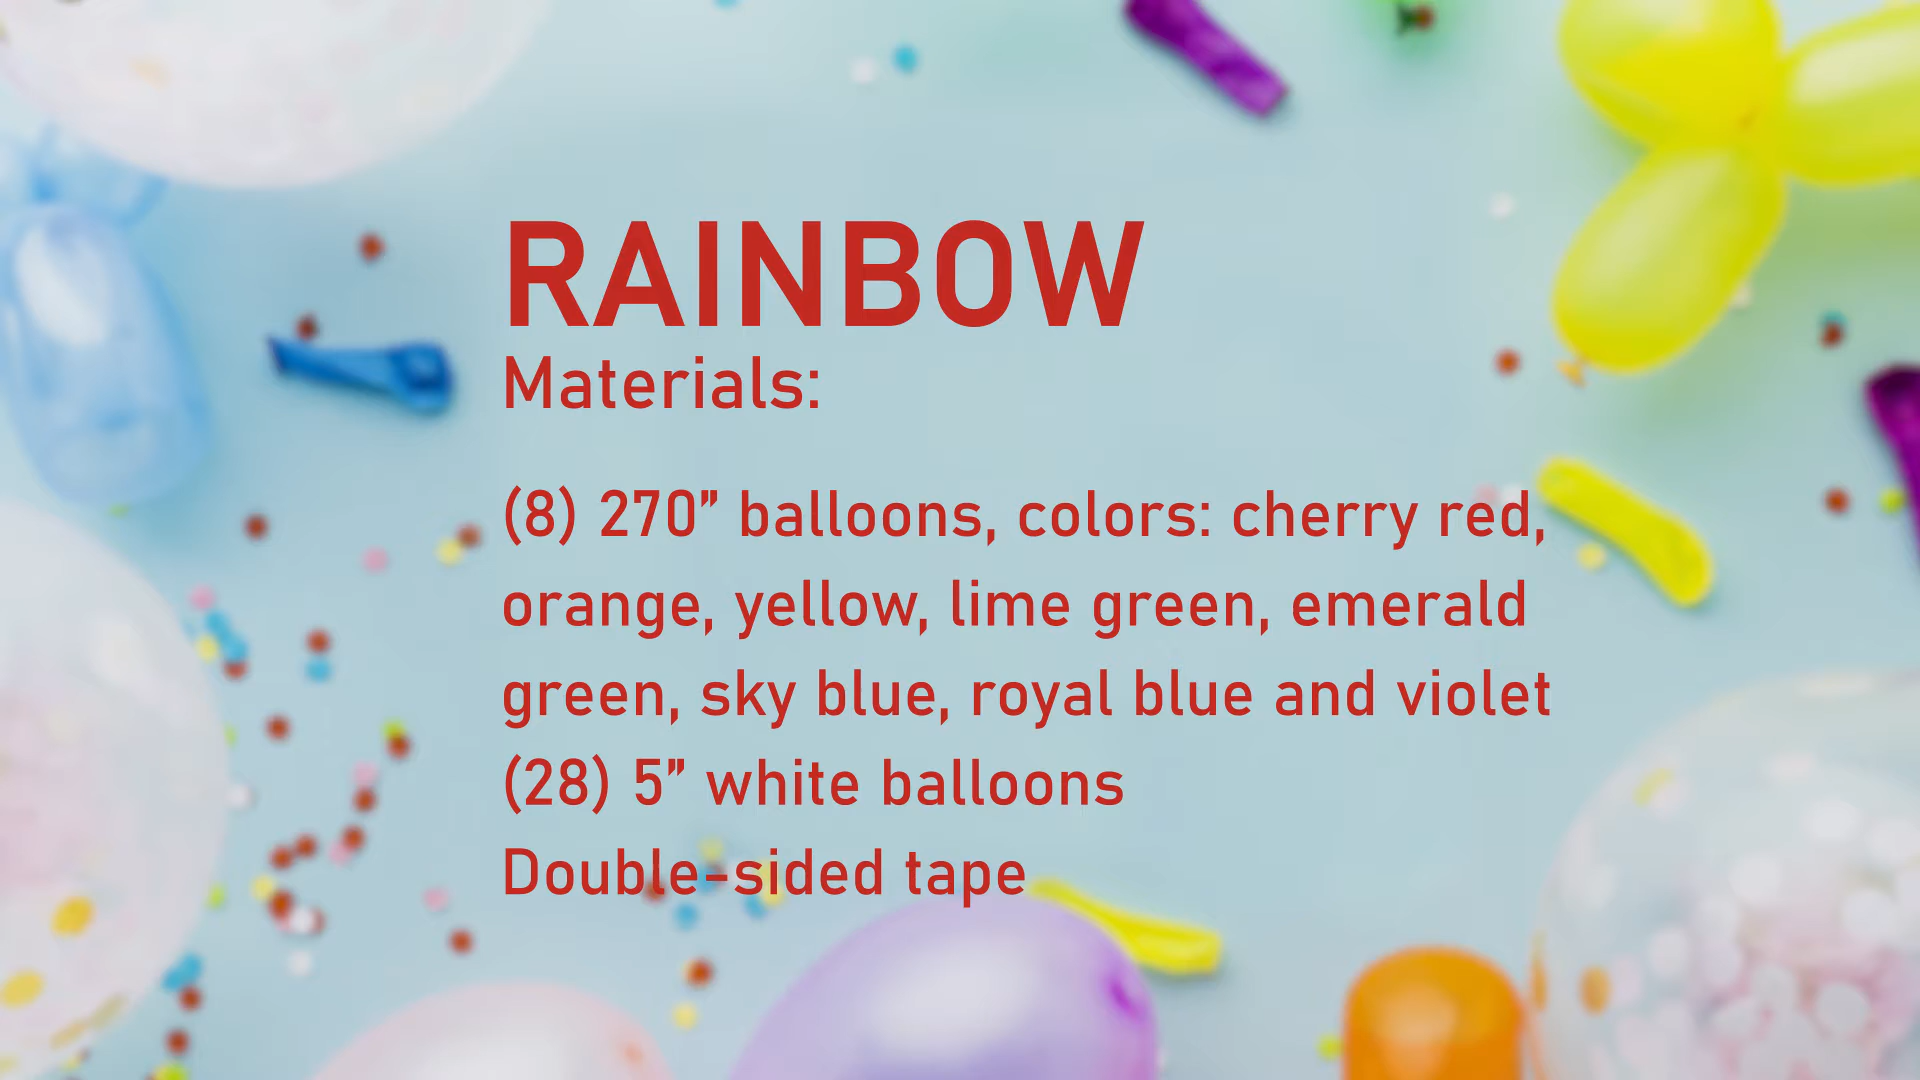 RAINBOW
Materials:
(8) 270” balloons, colors: cherry red,
orange, yellow, lime green, emerald
green, sky blue, royal blue and violet
(28) 5” white balloons
Double-sided tape